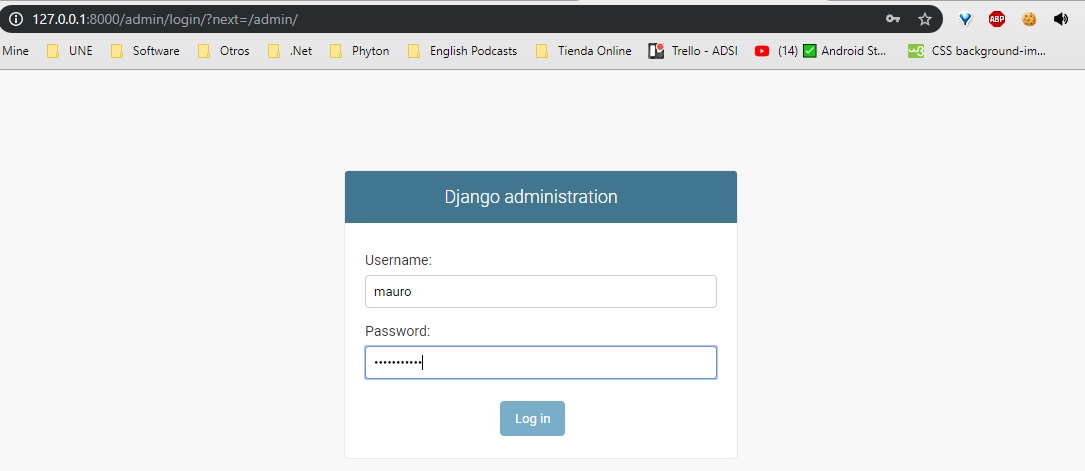 127.0.0.1:8000/admin/login/?next=/admin/
ABP
Mine UNE Software Otros .Net Phyton English Podcasts Tienda Online Trello - ADSI (14) ✅ Android St... CSS background-im...
Django administration
Username:
mauro
Password:
•••••••••••
Log in